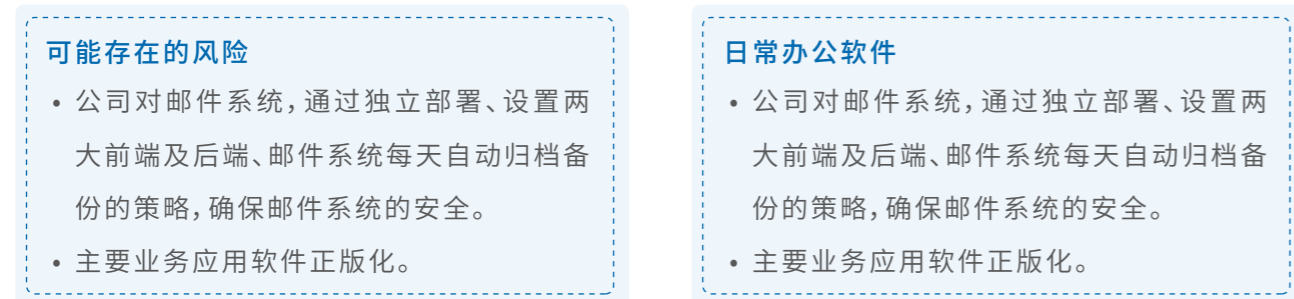 可能存在的风险
• 公司对邮件系统，通过独立部署、设置两
大前端及后端、邮件系统每天自动归档备
份的策略，确保邮件系统的安全。
• 主要业务应用软件正版化。
日常办公软件
• 公司对邮件系统，通过独立部署、设置两
大前端及后端、邮件系统每天自动归档备
份的策略，确保邮件系统的安全。
• 主要业务应用软件正版化。